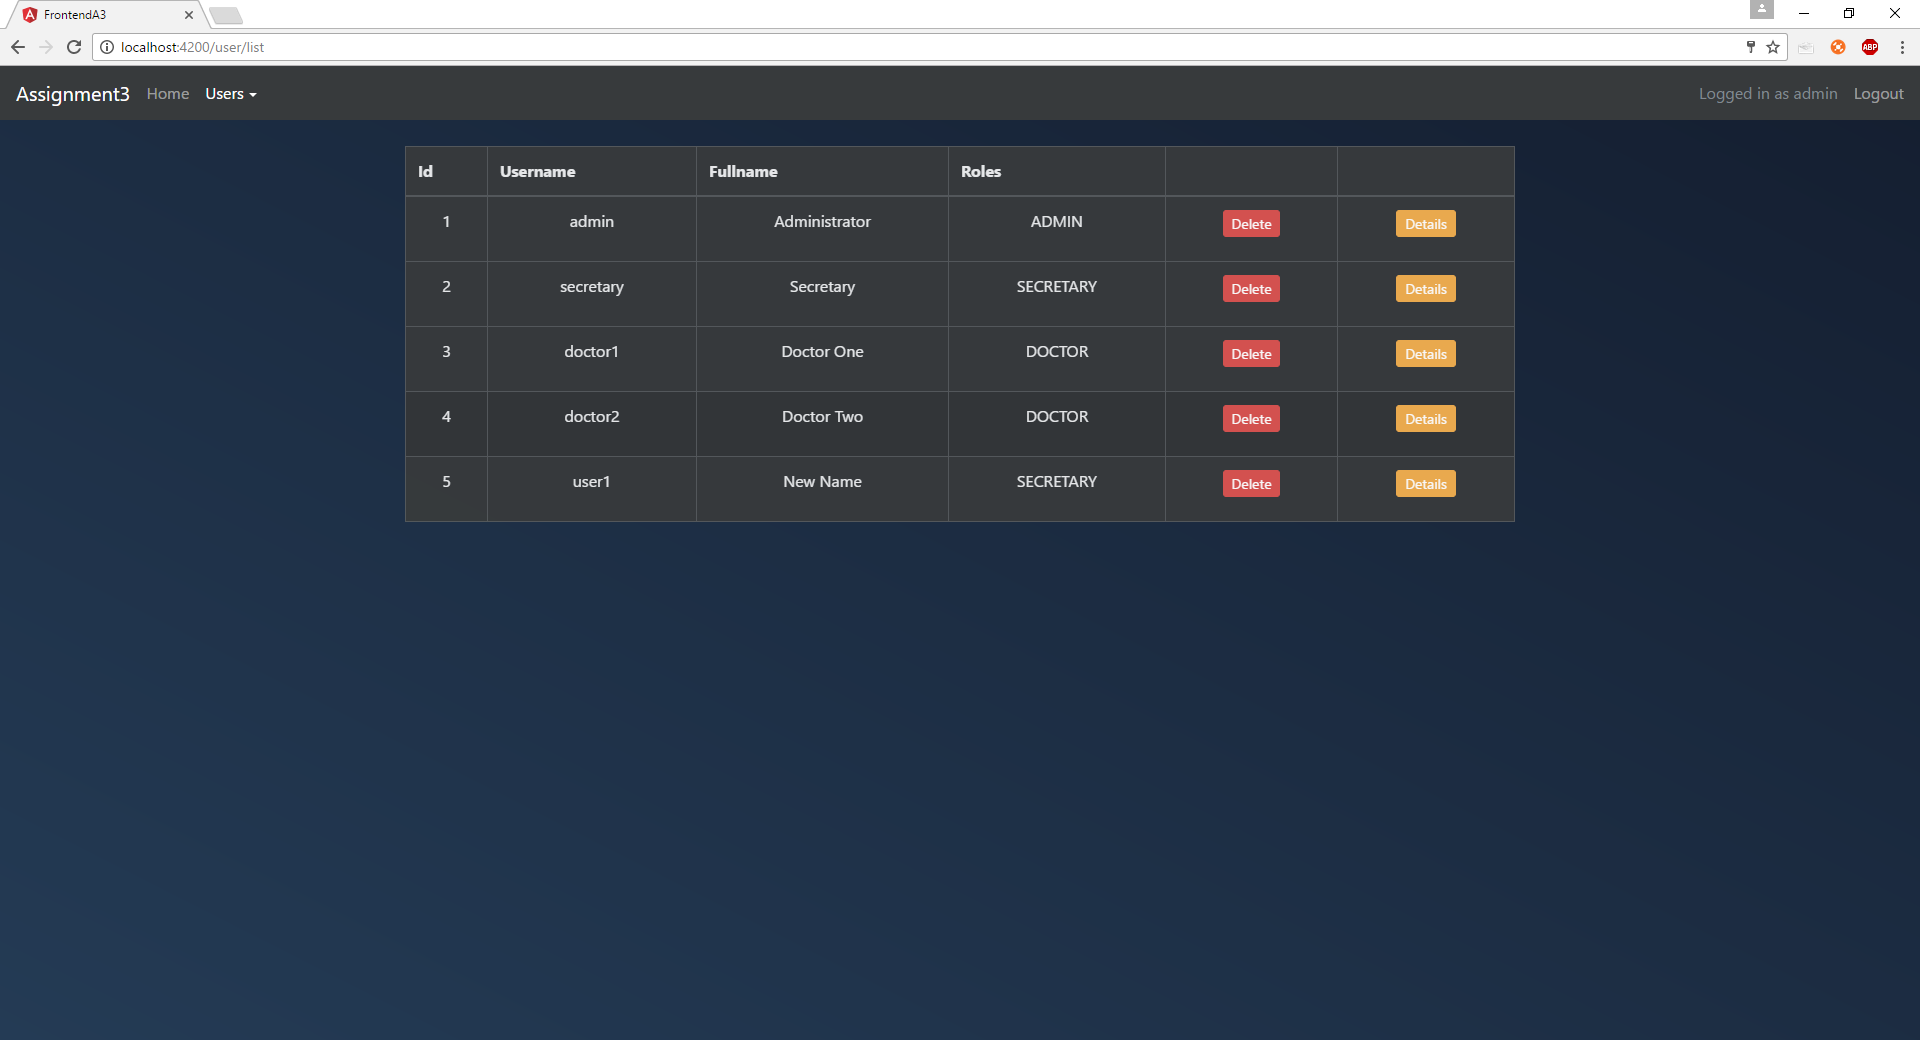 FrontendA3
localhost:4200/user/list
ABP
Assignment3 Home Users Logged in as admin Logout
Id Username Fullname Roles
1 admin Administrator ADMIN Delete Details
2 secretary Secretary SECRETARY Delete Details
3 doctor1 Doctor One DOCTOR Delete Details
4 doctor2 Doctor Two DOCTOR Delete Details
5 user1 New Name SECRETARY Delete Details